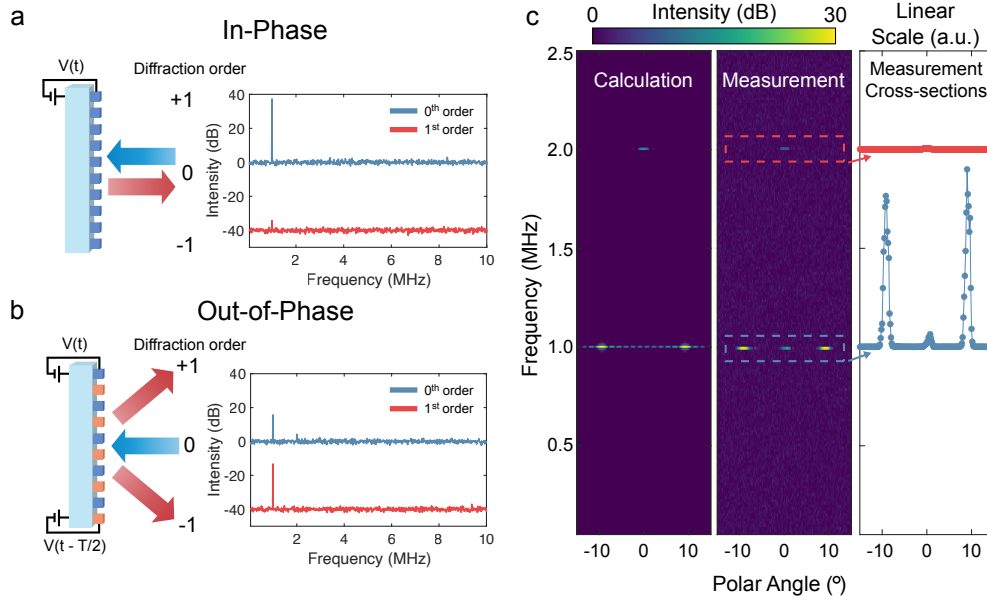 a
In-Phase
V(t)
Diffraction order
+1
0
-1
40
20
0
-20
-40
Intensity (dB)
0th order
1st order
2 4 6 8 10
Frequency (MHz)
b
Out-of-Phase
V(t)
Diffraction order
+1
0
-1
V(t - T/2)
40
20
0
-20
-40
Intensity (dB)
0th order
1st order
2 4 6 8 10
Frequency (MHz)
c
0 Intensity (dB) 30
Linear
Scale (a.u.)
2.5
2.0
1.5
1.0
0.5
Frequency (MHz)
Calculation
Measurement
Measurement
Cross-sections
-10 0 10
-10 0 10
-10 0 10
Polar Angle (º)